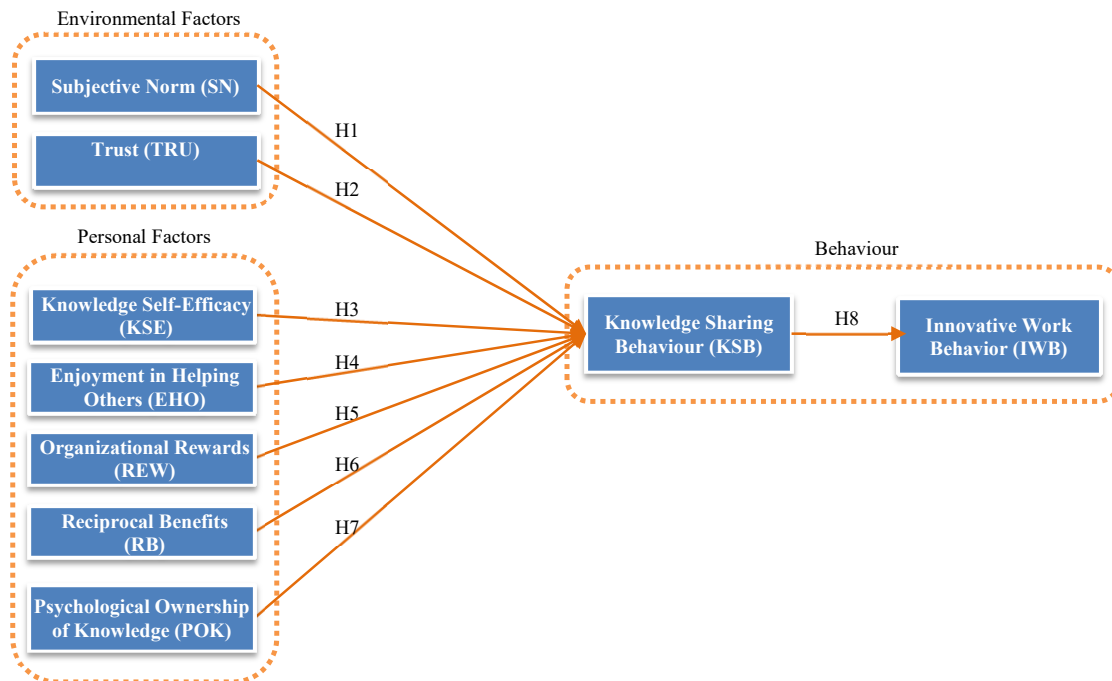 Environmental Factors
Subjective Norm (SN)
Trust (TRU)
H1
H2
Personal Factors
Knowledge Self-Efficacy
(KSE)
Enjoyment in Helping
Others (EHO)
Organizational Rewards
(REW)
Reciprocal Benefits
(RB)
Psychological Ownership
of Knowledge (POK)
H3
H4
H5
H6
H7
Behaviour
Knowledge Sharing
Behaviour (KSB)
H8
Innovative Work
Behavior (IWB)